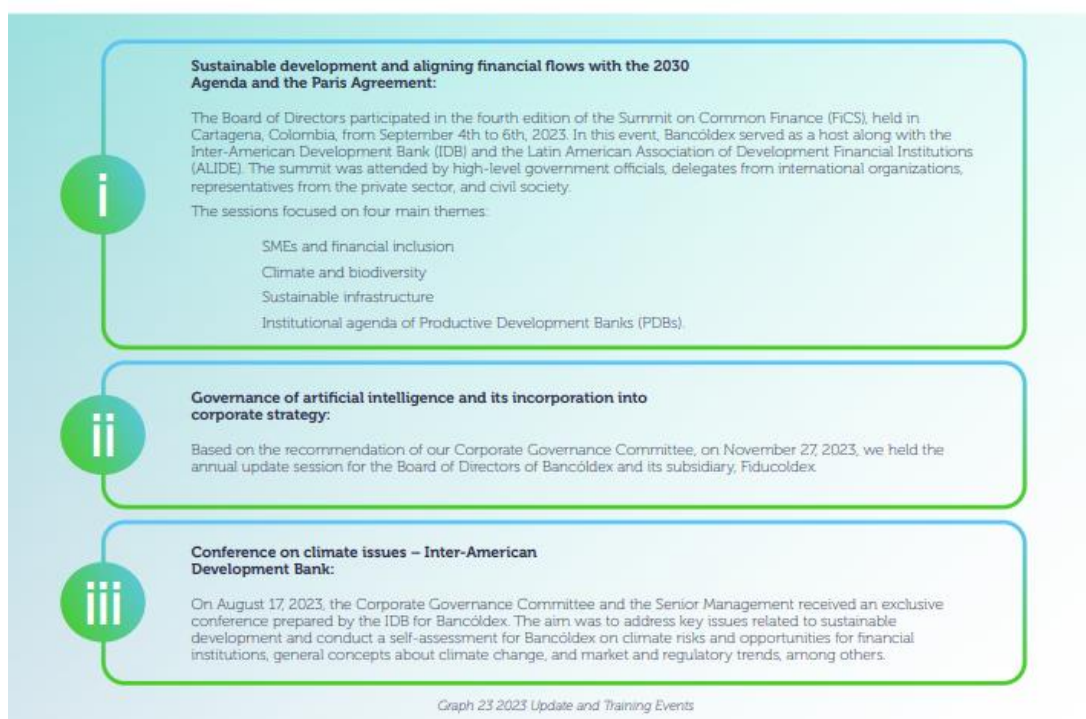 Sustainable development and aligning financial flows with the 2030
Agenda and the Paris Agreement:
The Board of Directors participated in the fourth edition of the Summit on Common Finance (FiCS), held in
Cartagena, Colombia, from September 4th to 6th, 2023. In this event, Bancóldex served as a host along with the
Inter-American Development Bank (IDB) and the Latin American Association of Development Financial Institutions
(ALIDE). The summit was attended by high-level government officials, delegates from international organizations,
representatives from the private sector, and civil society.
i
The sessions focused on four main themes:
SMEs and financial inclusion
Climate and biodiversity
Sustainable infrastructure
Institutional agenda of Productive Development Banks (PDBs).
Governance of artificial intelligence and its incorporation into
corporate strategy:
ii
Based on the recommendation of our Corporate Governance Committee, on November 27, 2023, we held the
annual update session for the Board of Directors of Bancóldex and its subsidiary, Fiducoldex.
Conference on climate issues – Inter-American
Development Bank:
iii
On August 17, 2023, the Corporate Governance Committee and the Senior Management received an exclusive
conference prepared by the IDB for Bancóldex. The aim was to address key issues related to sustainable
development and conduct a self-assessment for Bancóldex on climate risks and opportunities for financial
institutions, general concepts about climate change, and market and regulatory trends, among others.
Graph 23 2023 Update and Training Events